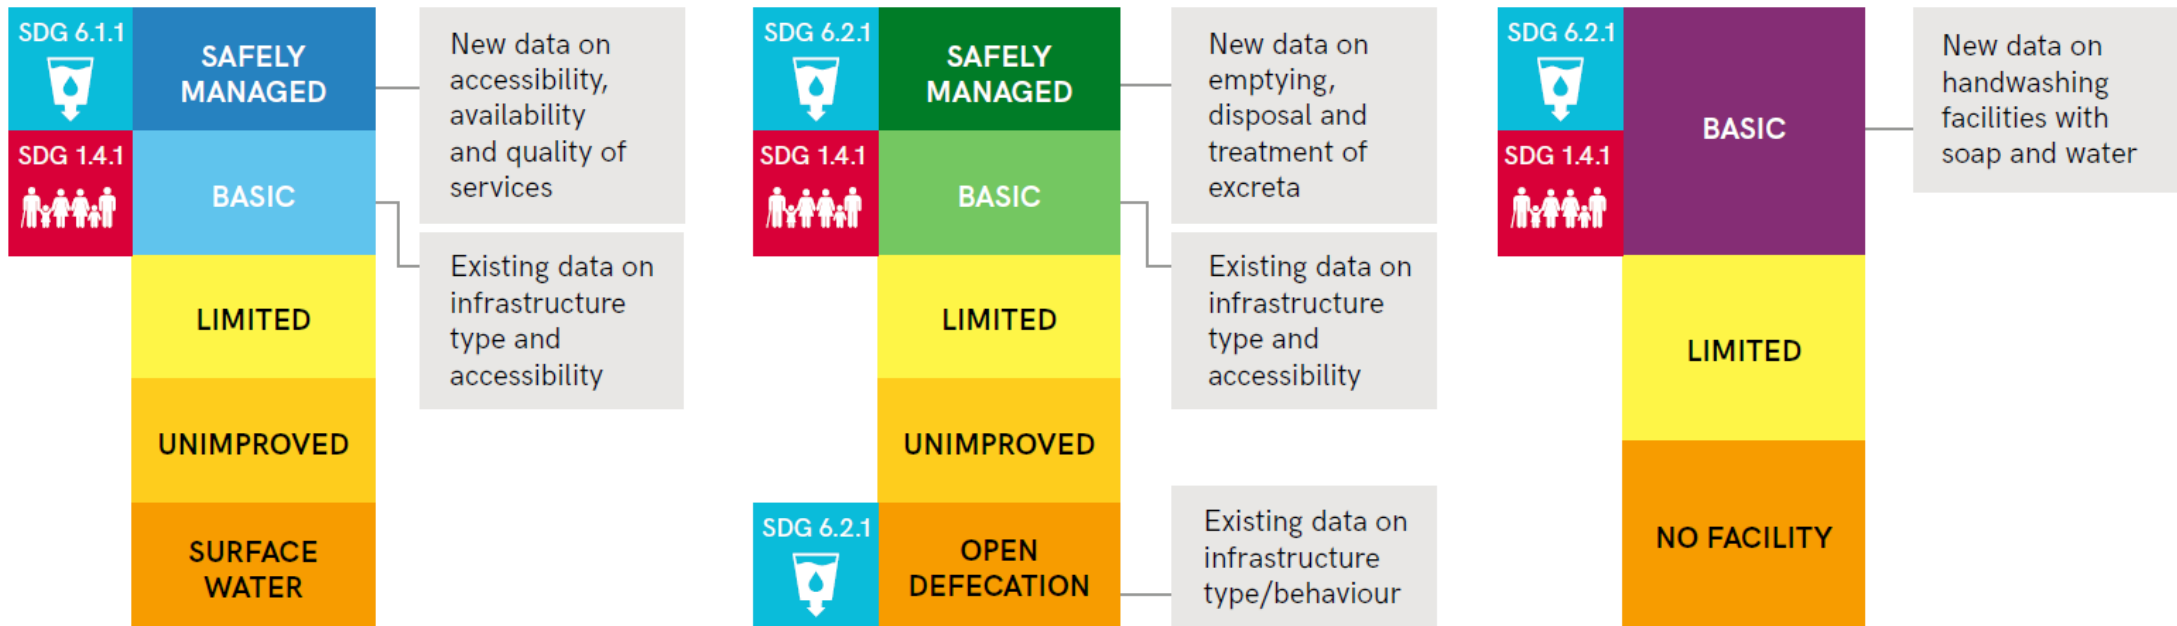 SDG 6.1.1
SAFELY
MANAGED
New data on
accessibility,
availability
and quality of
services
SDG 1.4.1
BASIC
Existing data on
infrastructure
type and
accessibility
LIMITED
UNIMPROVED
SURFACE
WATER
SDG 6.2.1
SAFELY
MANAGED
New data on
emptying,
disposal and
treatment of
excreta
SDG 1.4.1
BASIC
Existing data on
infrastructure
type and
accessibility
LIMITED
UNIMPROVED
SDG 6.2.1
OPEN
DEFECATION
Existing data on
infrastructure
type/behaviour
SDG 6.2.1
BASIC
New data on
handwashing
facilities with
soap and water
SDG 1.4.1
LIMITED
NO FACILITY